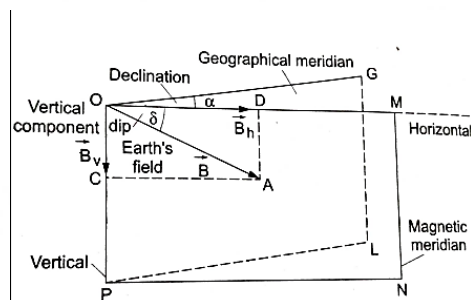 Geographical meridian
G
Declination
O
α
D
M
Vertical
component
dip
δ
B_h
Horizontal
B_v
Earth's
field
B
C
A
L
Magnetic
meridian
Vertical
P
N